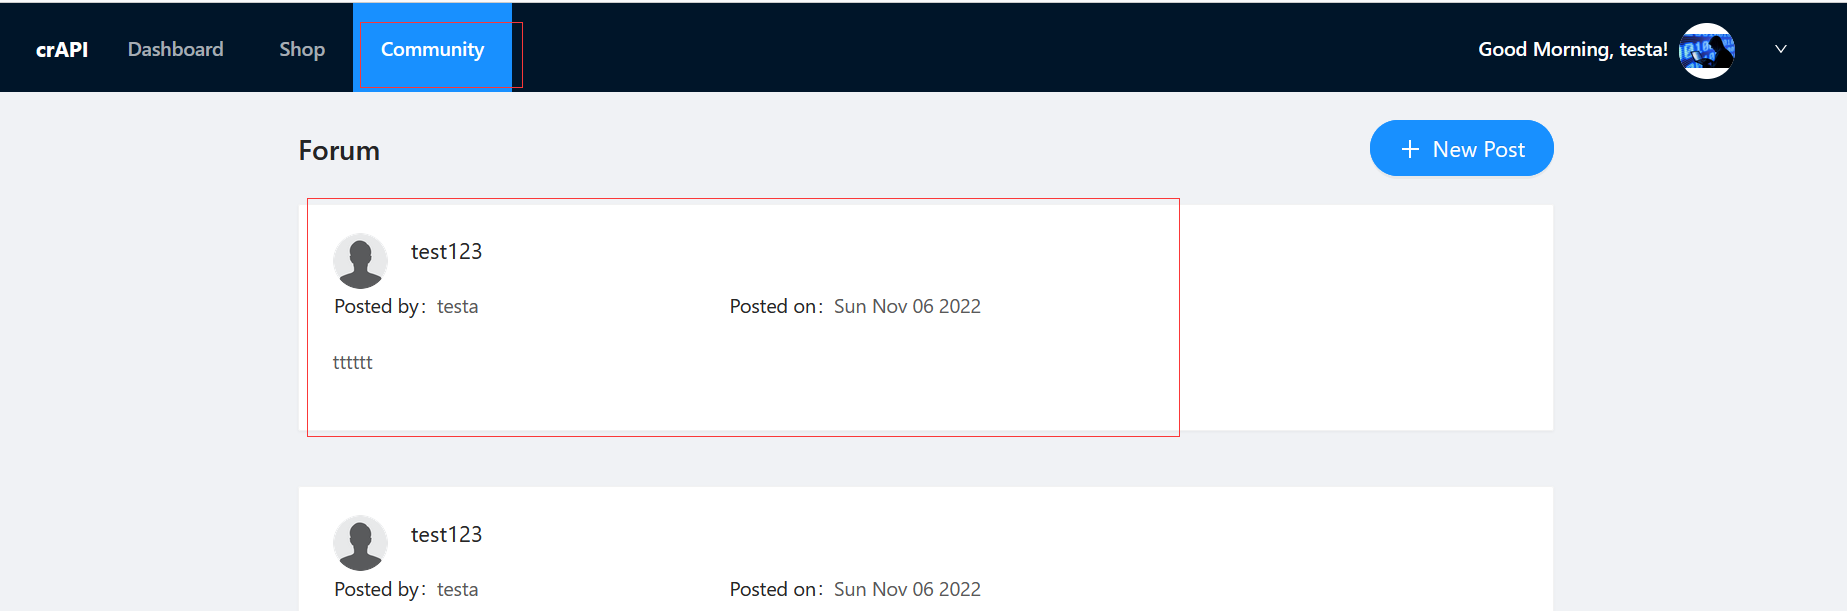 crAPI Dashboard Shop Community Good Morning, testa!
Forum
+ New Post
test123
Posted by: testa Posted on: Sun Nov 06 2022
tttttt
test123
Posted by: testa Posted on: Sun Nov 06 2022